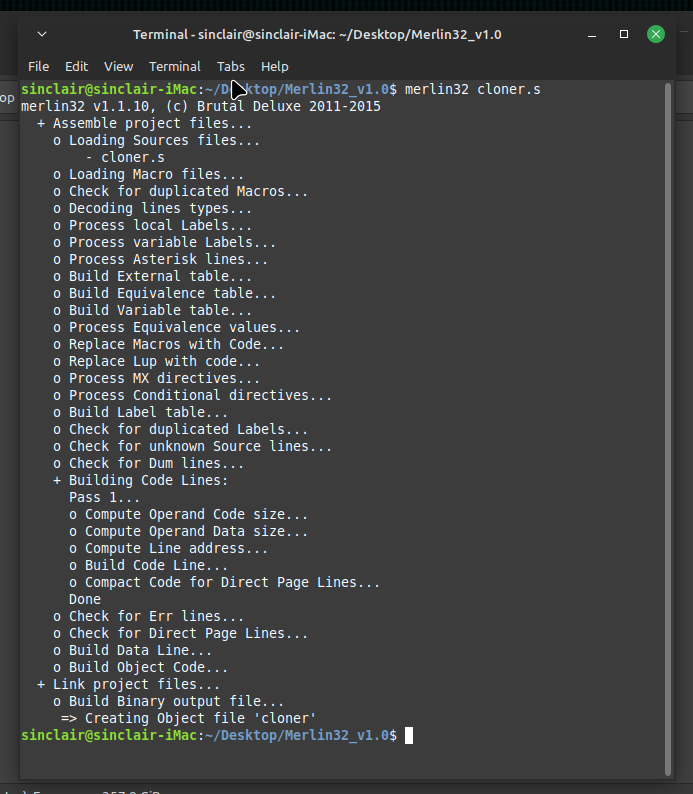 Terminal - sinclair@sinclair-iMac: ~/Desktop/Merlin32_v1.0
File Edit View Terminal Tabs Help
op
sinclair@sinclair-iMac:~/Desktop/Merlin32_v1.0$ merlin32 cloner.s
merlin32 v1.1.10, (c) Brutal Deluxe 2011-2015
+ Assemble project files...
o Loading Sources files...
- cloner.s
o Loading Macro files...
o Check for duplicated Macros...
o Decoding lines types...
o Process local Labels...
o Process variable Labels...
o Process Asterisk lines...
o Build External table...
o Build Equivalence table...
o Build Variable table...
o Process Equivalence values...
o Replace Macros with Code...
o Replace Lup with code...
o Process MX directives...
o Process Conditional directives...
o Build Label table...
o Check for duplicated Labels...
o Check for unknown Source lines...
o Check for Dum lines...
+ Building Code Lines:
Pass 1...
o Compute Operand Code size...
o Compute Operand Data size...
o Compute Line address...
o Build Code Line...
o Compact Code for Direct Page Lines...
Done
o Check for Err lines...
o Check for Direct Page Lines...
o Build Data Line...
o Build Object Code...
+ Link project files...
o Build Binary output file...
=> Creating Object file 'cloner'
sinclair@sinclair-iMac:~/Desktop/Merlin32_v1.0$